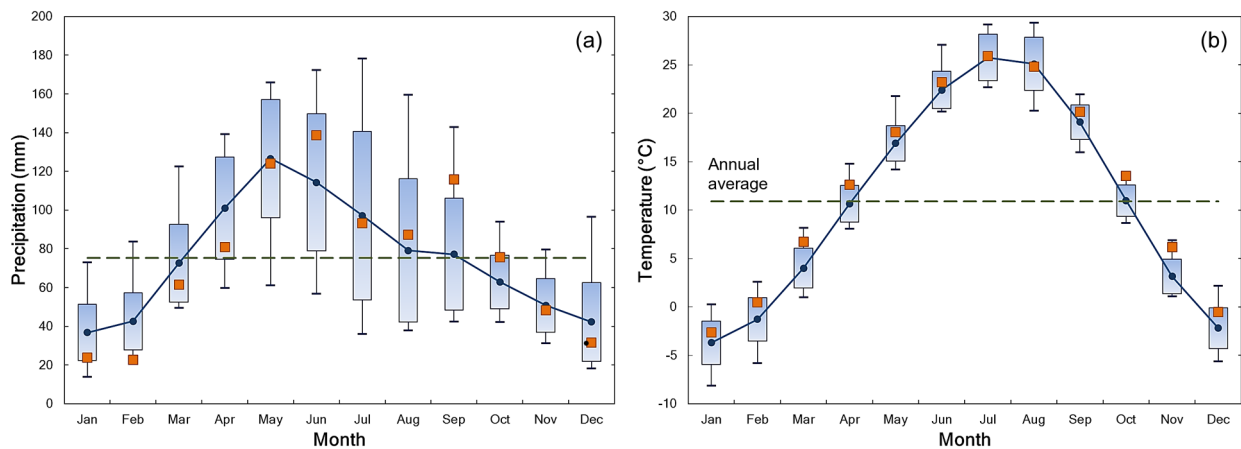 200
180
160
140
120
100
80
60
40
20
0
Precipitation (mm)
(a)
Jan Feb Mar Apr May Jun Jul Aug Sep Oct Nov Dec
Month
30
25
20
15
10
5
0
-5
-10
Temperature (°C)
(b)
Annual
average
Jan Feb Mar Apr May Jun Jul Aug Sep Oct Nov Dec
Month